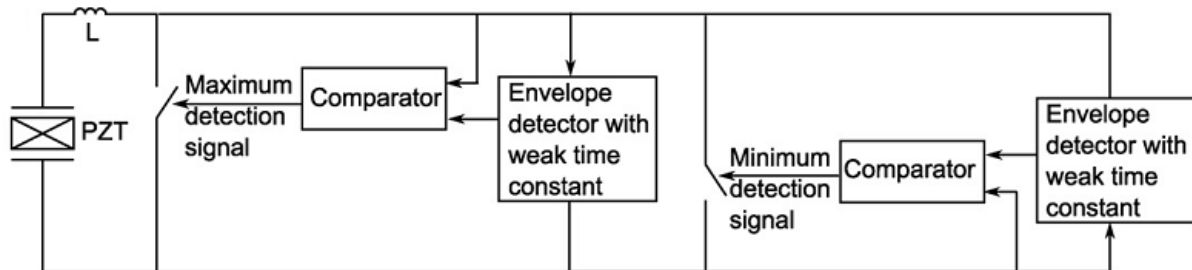 L
PZT
Maximum
detection
signal
Comparator
Envelope
detector with
weak time
constant
Minimum
detection
signal
Comparator
Envelope
detector with
weak time
constant